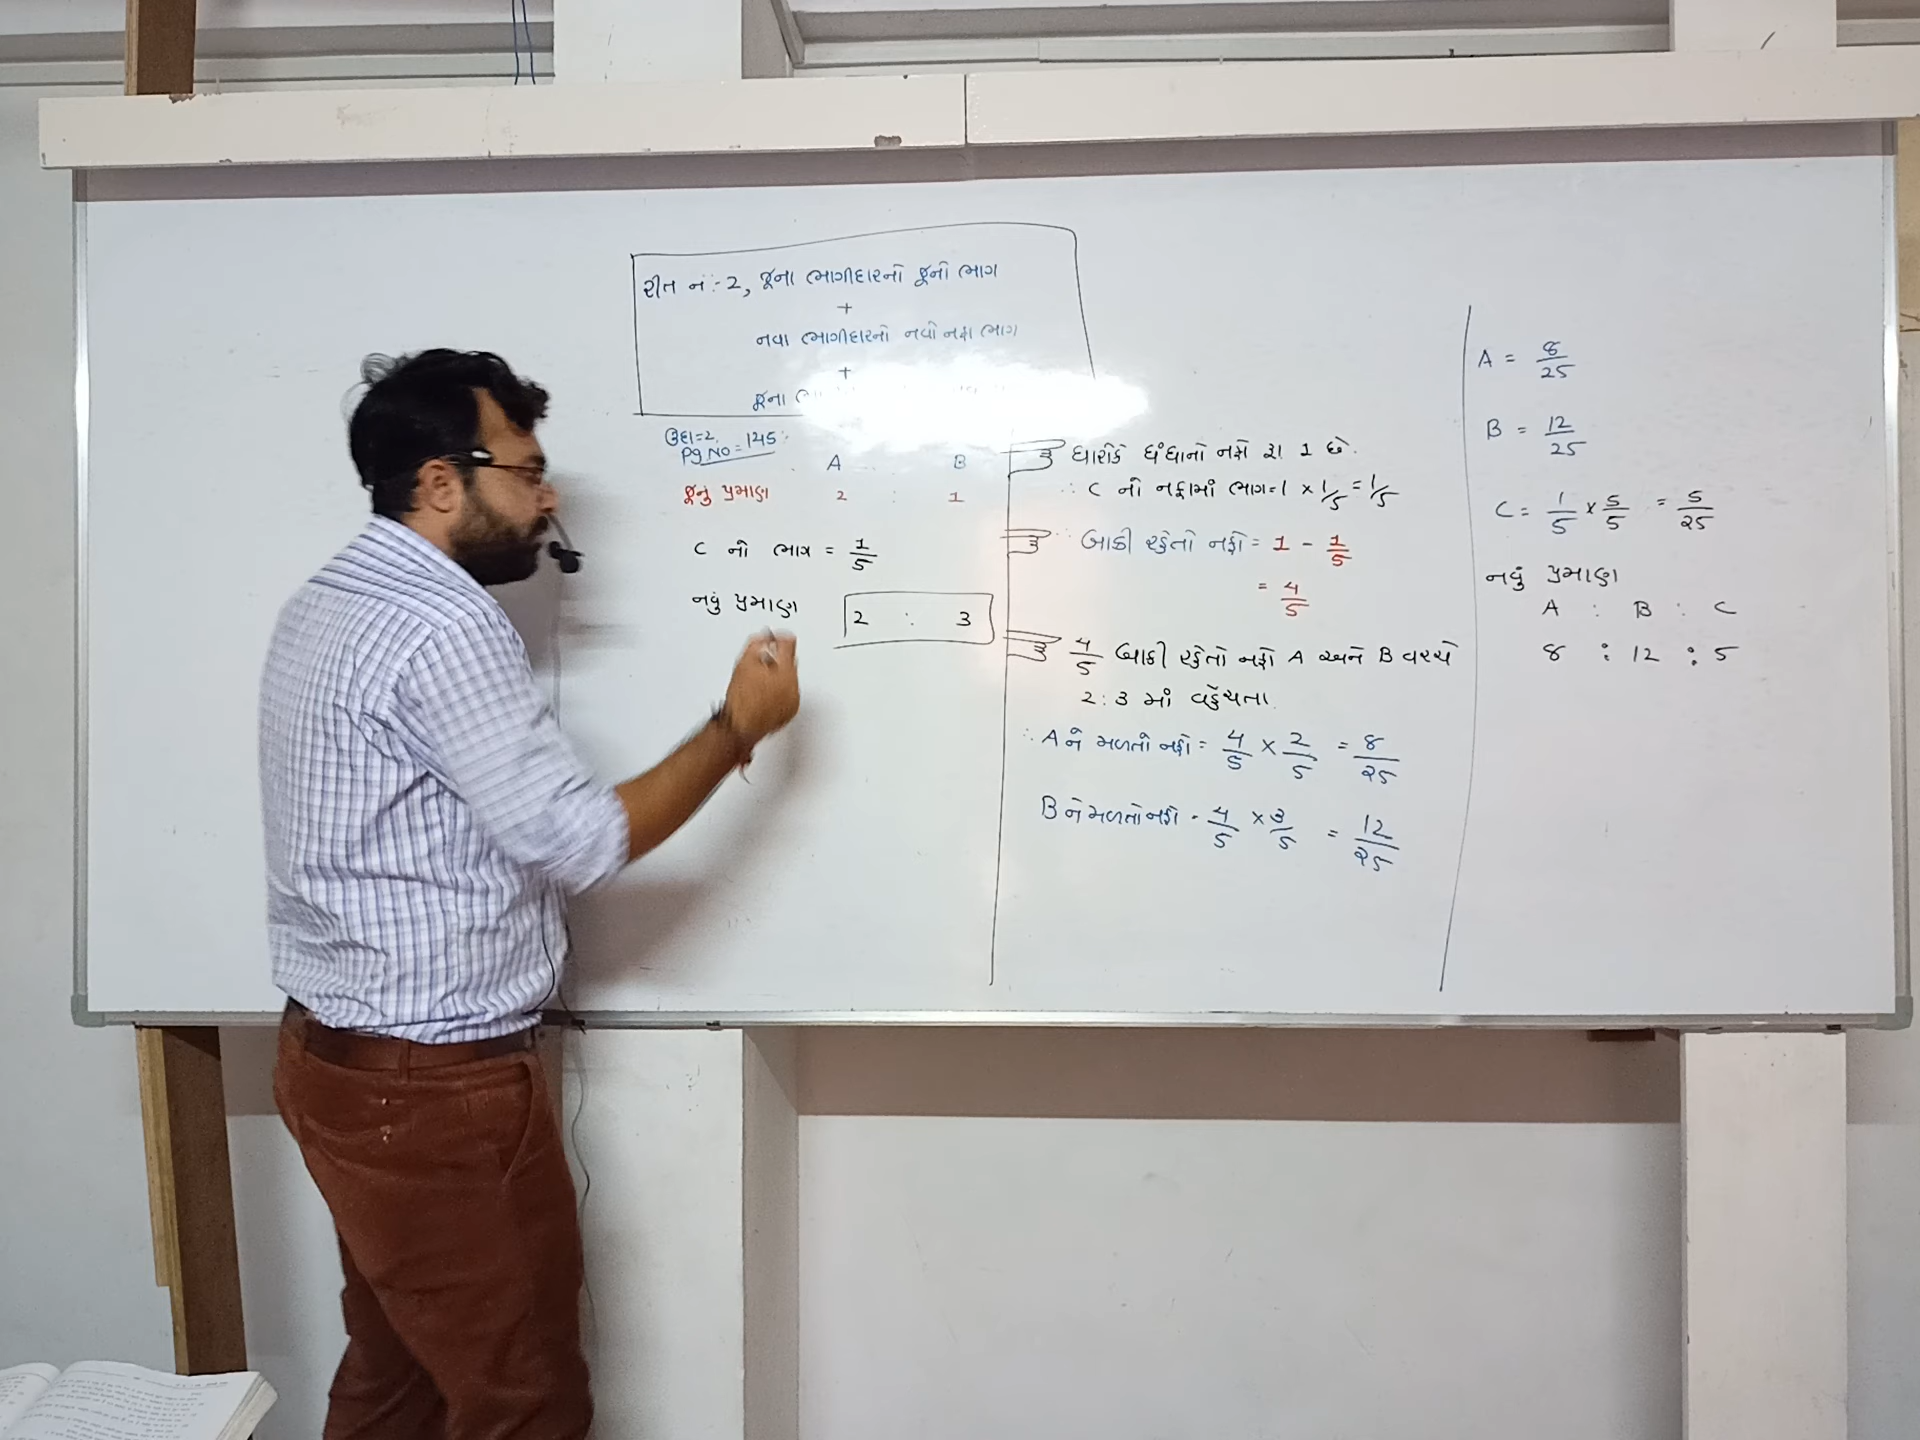 રીત નં:- 2, જૂના ભાગીદારનો જૂનો ભાગ
+
નવા ભાગીદારનો નવો નફા ભાગ
+
જૂના
ઉદા=2,
Pg No = 145
A B
જૂનું પ્રમાણ 2 : 1
C નો ભાગ = 1/5
નવું પ્રમાણ 2 : 3
ધારોકે ધંધાનો નફો રૂા 1 છે.
∴ C નો નફામાં ભાગ = 1 × 1/5 = 1/5
∴ બાકી રહેતો નફો = 1 - 1/5
= 4/5
4/5 બાકી રહેતો નફો A અને B વચ્ચે
2 : 3 માં વહેંચતા
∴ A ને મળતો નફો = 4/5 × 2/5 = 8/25
B ને મળતો નફો - 4/5 × 3/5 = 12/25
A = 8/25
B = 12/25
C = 1/5 × 5/5 = 5/25
નવું પ્રમાણ
A : B : C
8 : 12 : 5